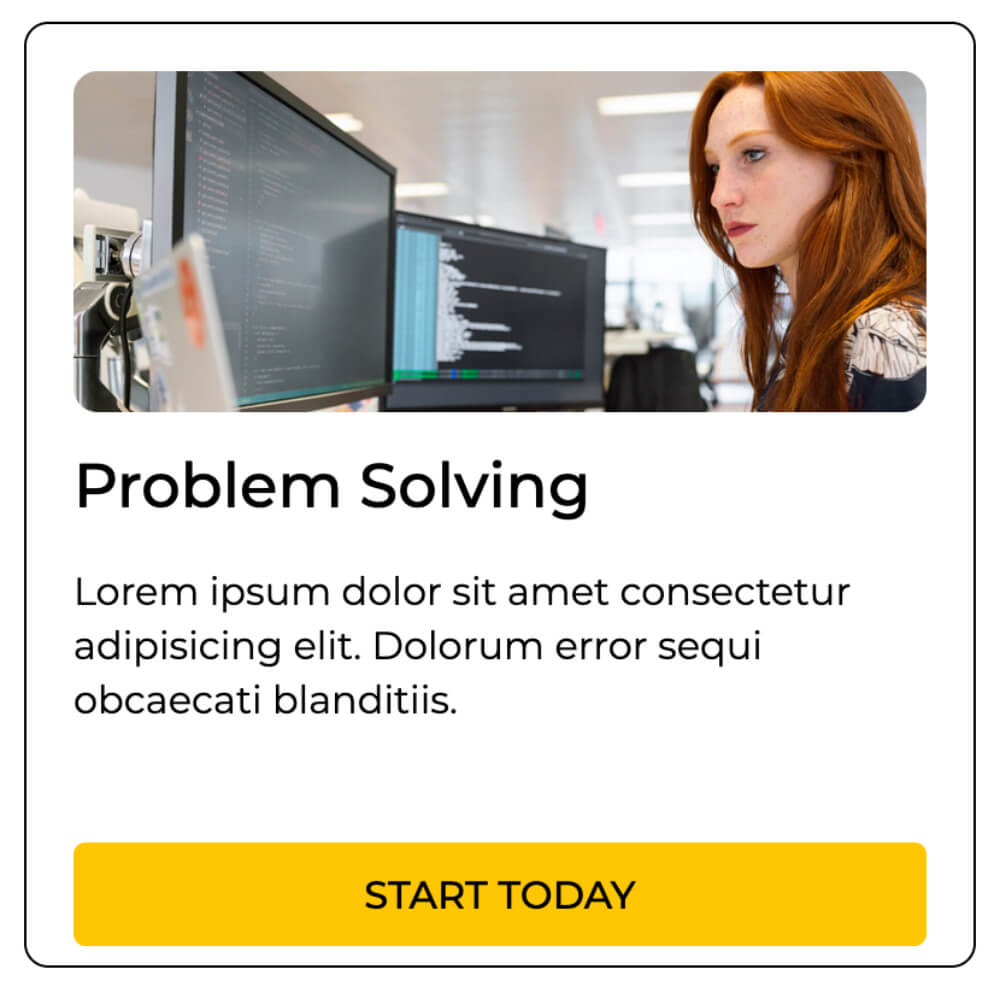 Problem Solving
Lorem ipsum dolor sit amet consectetur
adipisicing elit. Dolorum error sequi
obcaecati blanditiis.
START TODAY